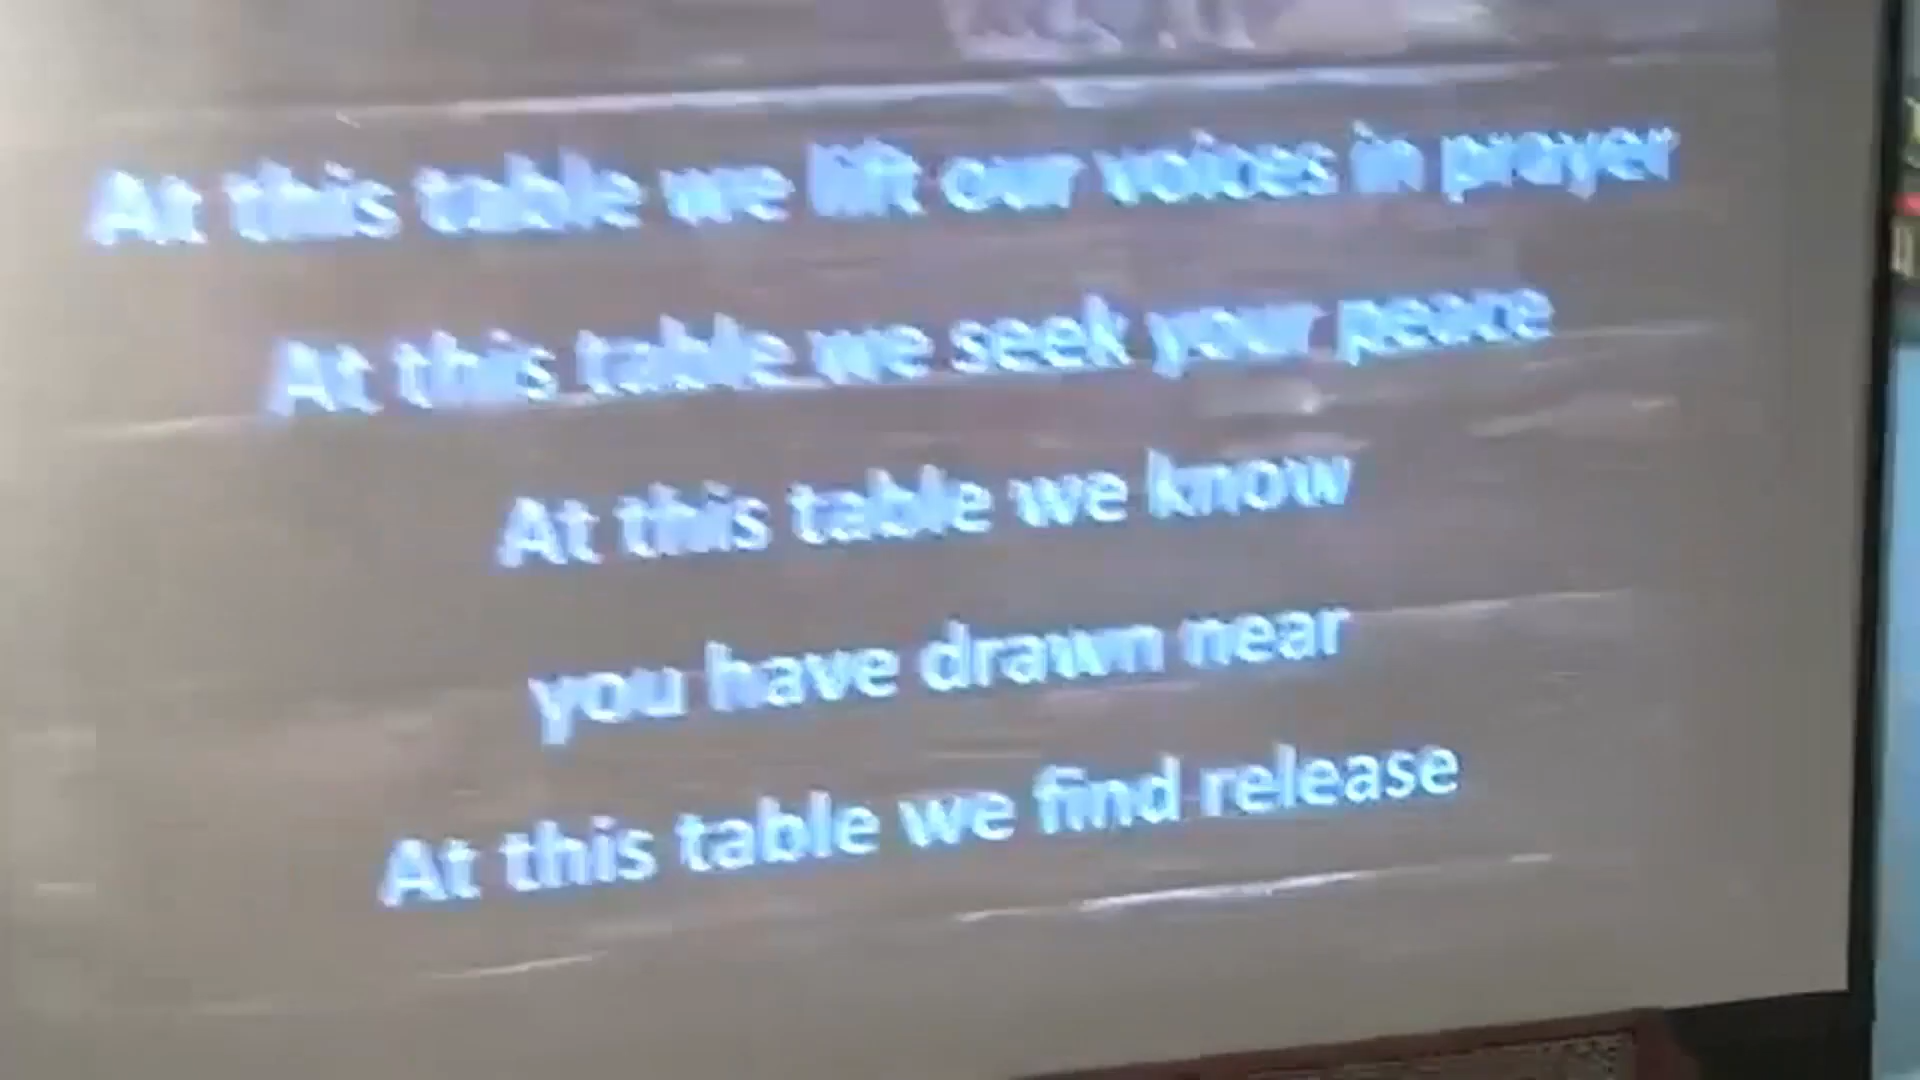 At this table we lift our voices in prayer
At this table we seek your peace
At this table we know
you have drawn near
At this table we find release